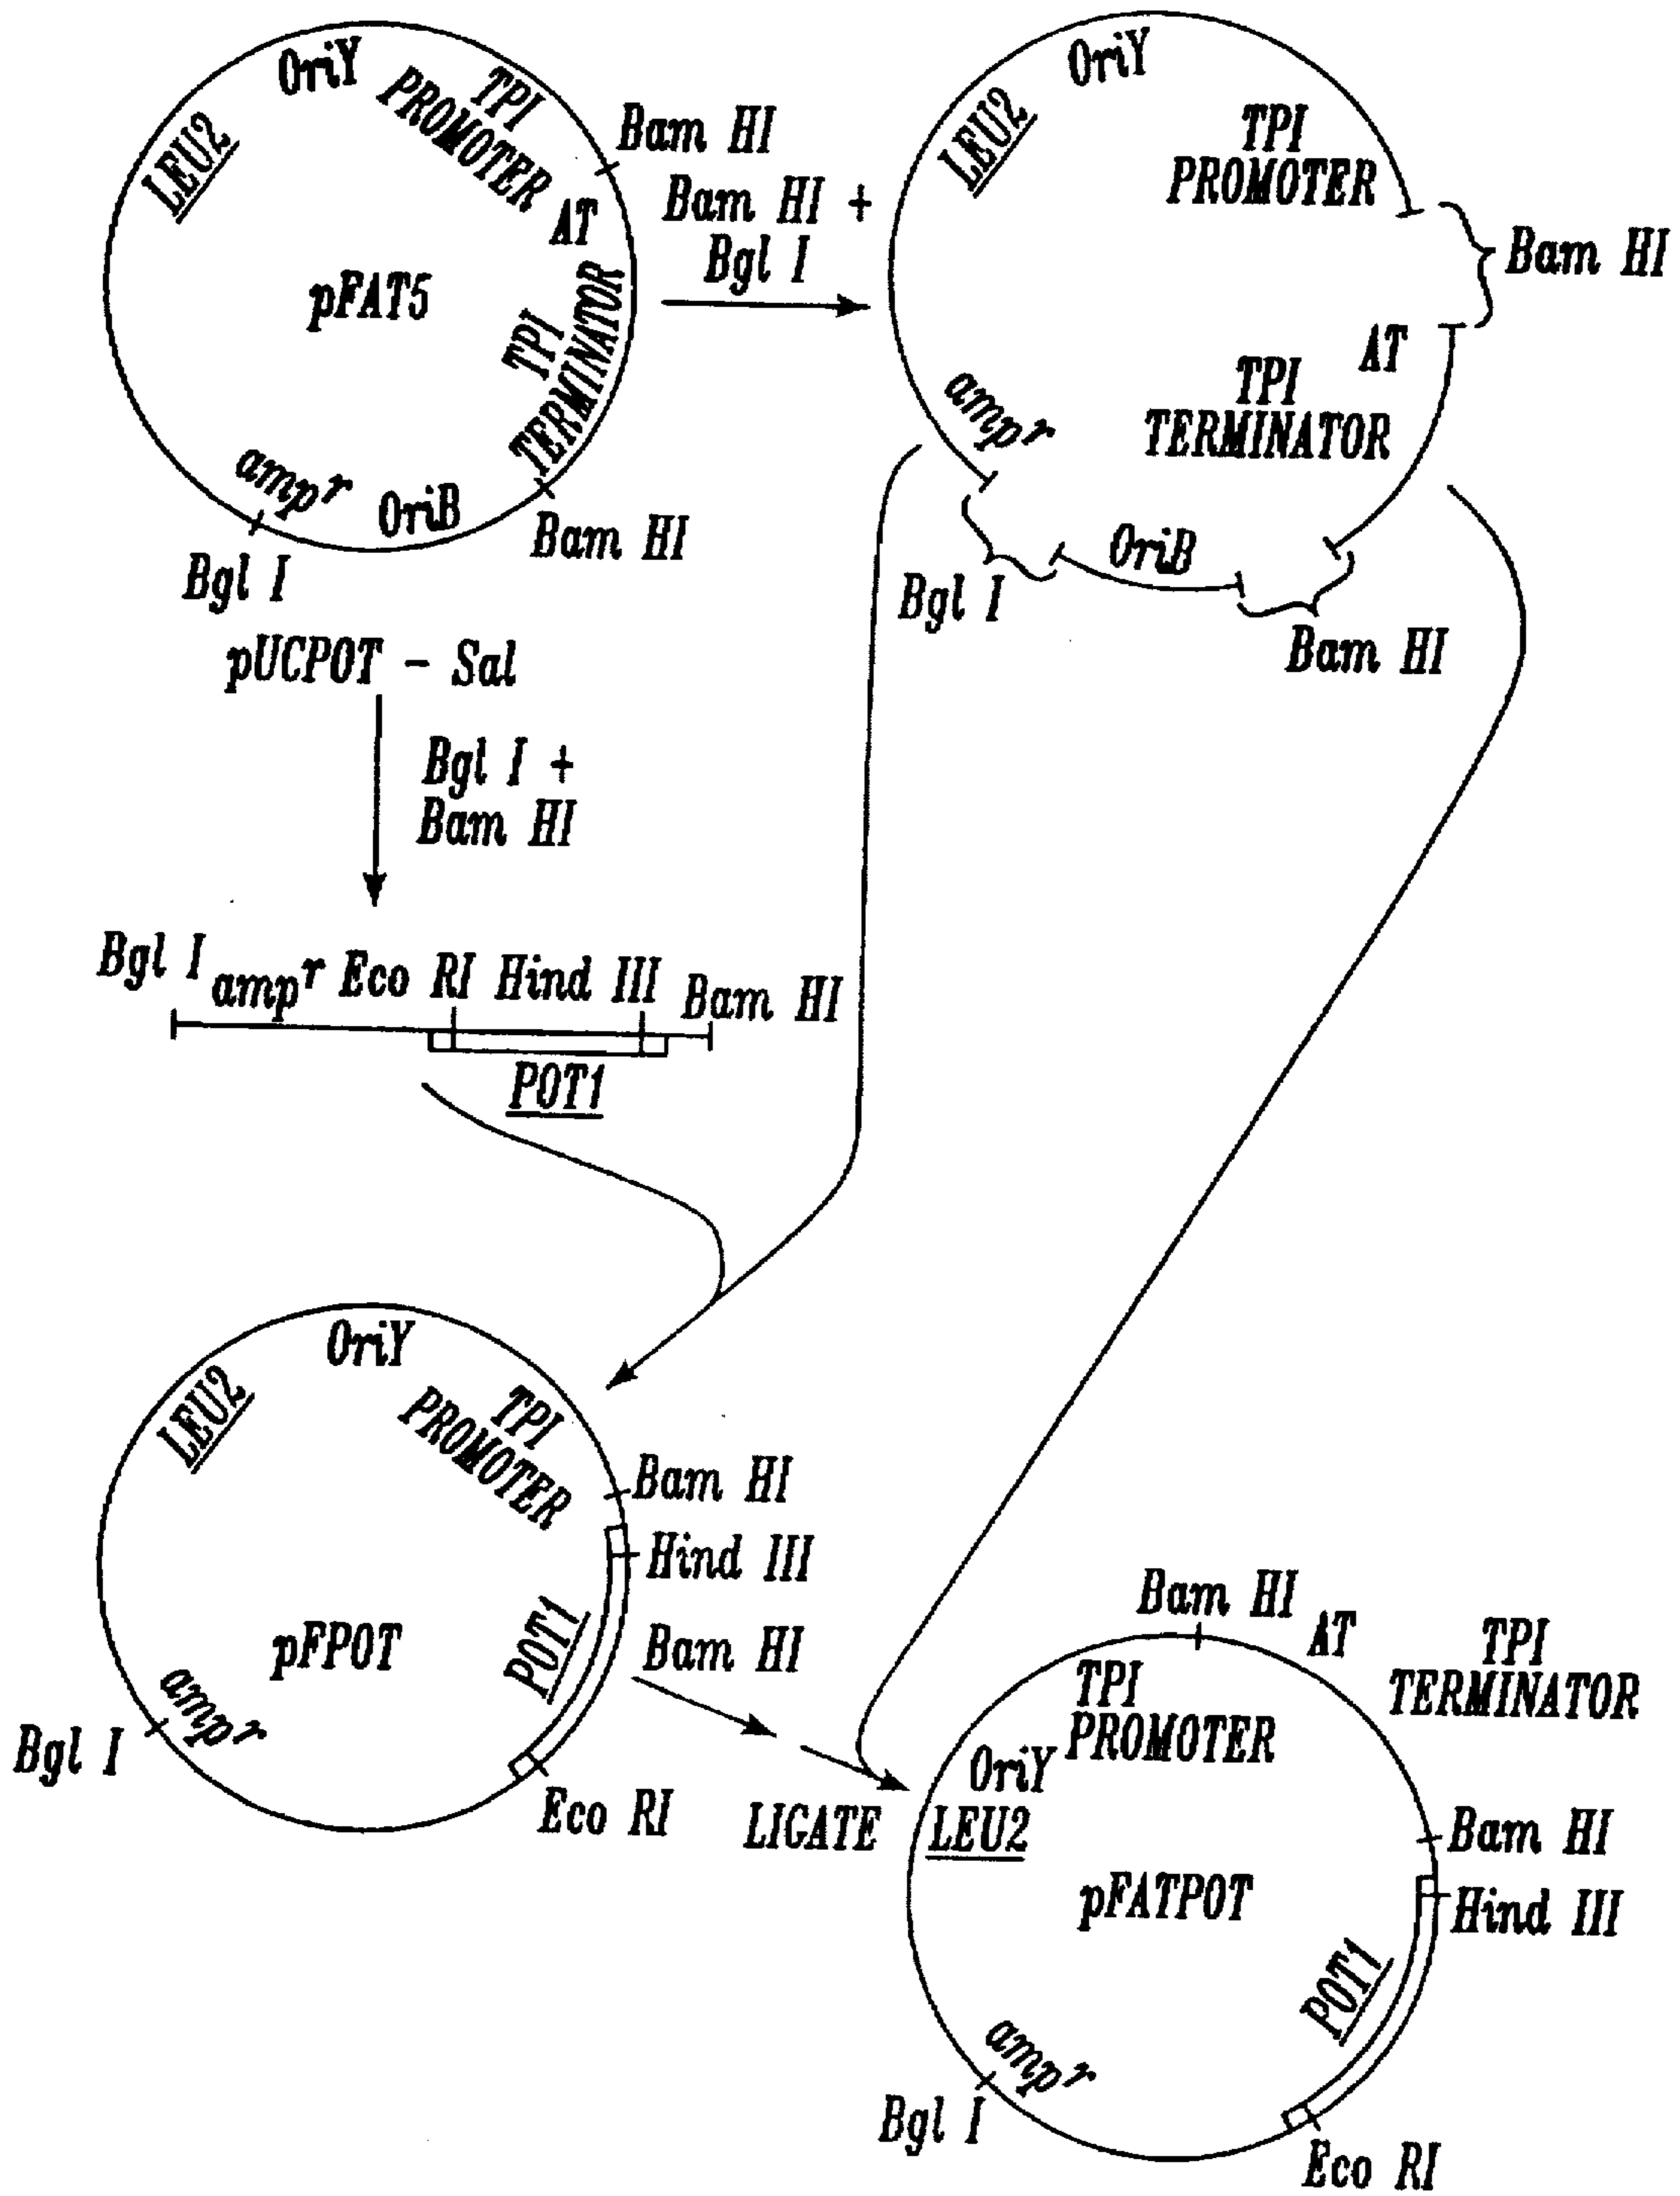 OriY
TPI
PROMOTER
Bam HI
LEU2
AT
pFAT5
TPI
TERMINATOR
amp r
OriB
Bam HI
Bgl I
Bam HI +
Bgl I
OriY
LEU2
TPI
PROMOTER
Bam HI
AT
TPI
TERMINATOR
amp r
OriB
Bgl I
Bam HI
pUCPOT - Sal
Bgl I +
Bam HI
Bgl I amp r Eco RI Hind III Bam HI
POT1
OriY
LEU2
TPI
PROMOTER
Bam HI
Hind III
POT1
pFPOT
amp r
Bgl I
Eco RI
Bam HI
LIGATE
Bam HI
AT
TPI
TERMINATOR
TPI
PROMOTER
OriY
LEU2
Bam HI
pFATPOT
Hind III
POT1
amp r
Bgl I
Eco RI